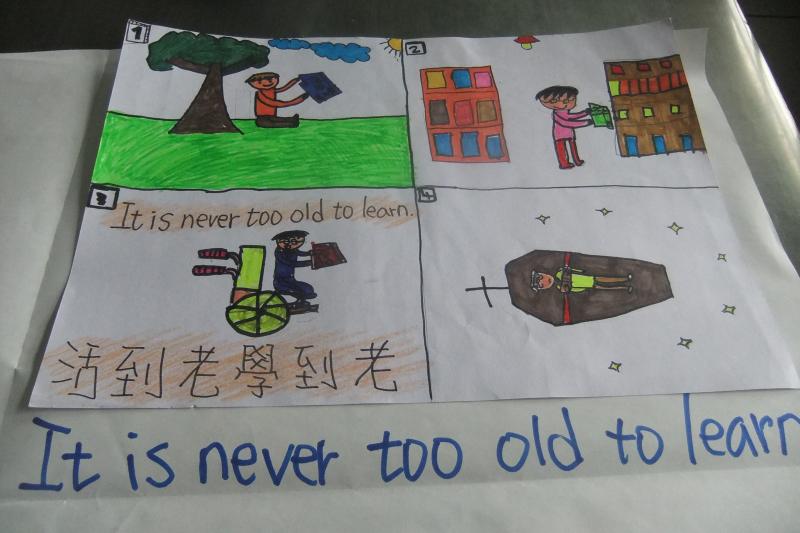 1
2
3
It is never too old to learn.
活到老學到老
4
It is never too old to learn